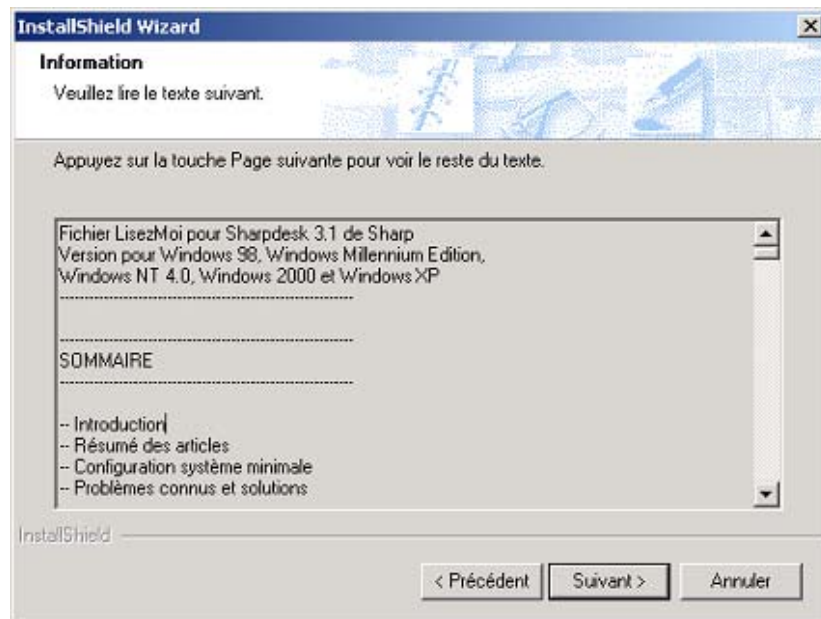 InstallShield Wizard
Information
Veuillez lire le texte suivant.
Appuyez sur la touche Page suivante pour voir le reste du texte.
Fichier LisezMoi pour Sharpdesk 3.1 de Sharp
Version pour Windows 98, Windows Millennium Edition,
Windows NT 4.0, Windows 2000 et Windows XP
------------------------------------------------------------
------------------------------------------------------------
SOMMAIRE
------------------------------------------------------------
-- Introduction
-- Résumé des articles
-- Configuration système minimale
-- Problèmes connus et solutions
InstallShield
< Précédent Suivant > Annuler